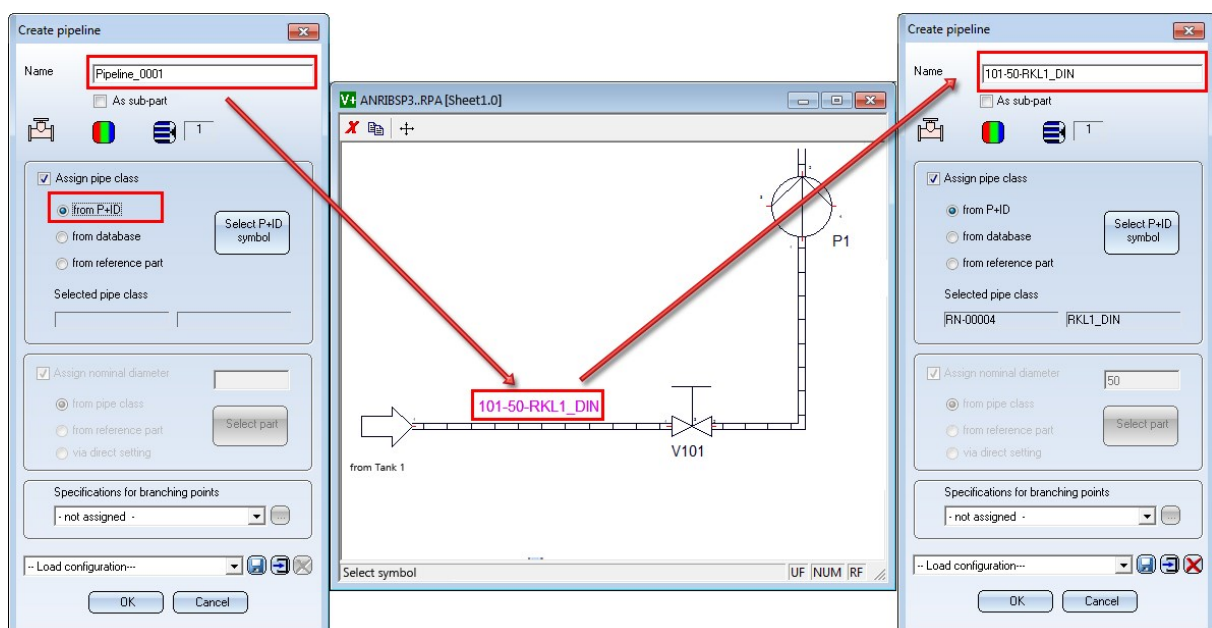 Create pipeline
Name Pipeline_0001
As sub-part
1
Assign pipe class
from P+ID
from database
from reference part
Select P+ID
symbol
Selected pipe class
Assign nominal diameter
from pipe class
from reference part
via direct setting
Select part
Specifications for branching points
- not assigned -
...
-- Load configuration---
OK Cancel
V+ ANRIBSP3..RPA [Sheet1.0]
P1
101-50-RKL1_DIN
V101
from Tank 1
Select symbol UF NUM RF
Create pipeline
Name 101-50-RKL1_DIN
As sub-part
1
Assign pipe class
from P+ID
from database
from reference part
Select P+ID
symbol
Selected pipe class
RN-00004 RKL1_DIN
Assign nominal diameter 50
from pipe class
from reference part
via direct setting
Select part
Specifications for branching points
- not assigned -
...
-- Load configuration---
OK Cancel